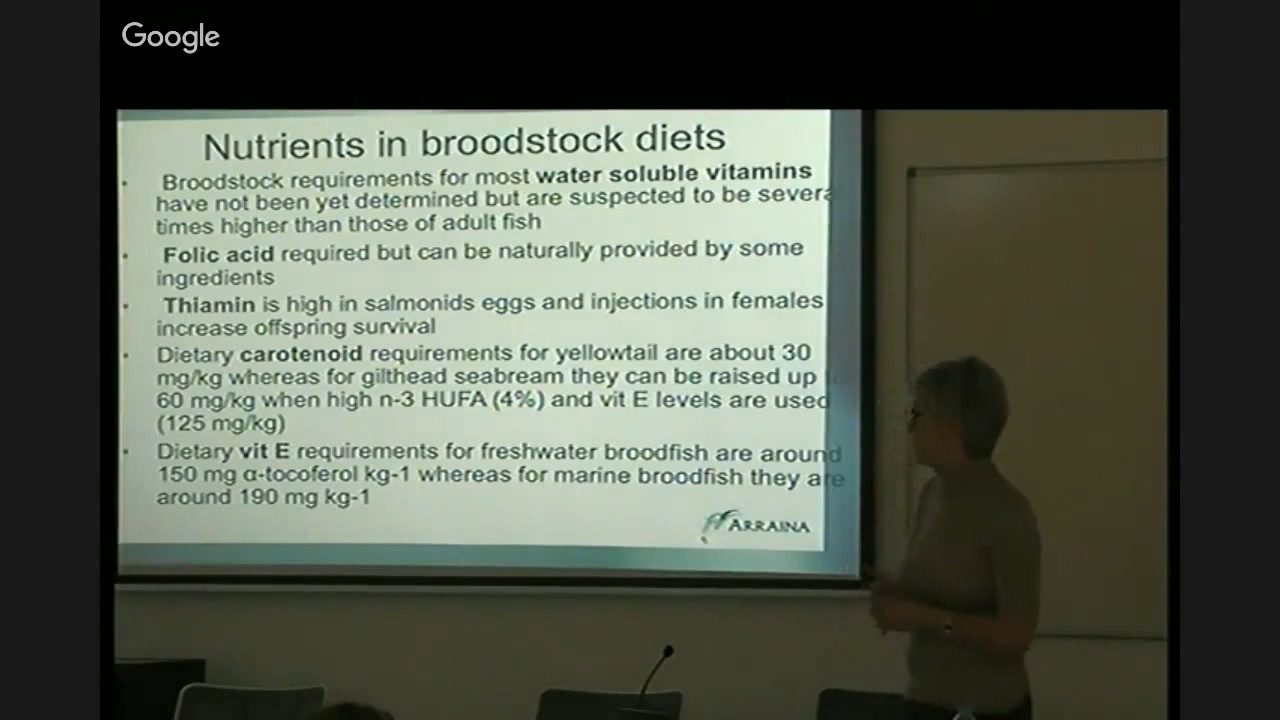 Google
Nutrients in broodstock diets
• Broodstock requirements for most water soluble vitamins
have not been yet determined but are suspected to be severa
times higher than those of adult fish
• Folic acid required but can be naturally provided by some
ingredients
• Thiamin is high in salmonids eggs and injections in females
increase offspring survival
• Dietary carotenoid requirements for yellowtail are about 30
mg/kg whereas for gilthead seabream they can be raised up
60 mg/kg when high n-3 HUFA (4%) and vit E levels are used
(125 mg/kg)
• Dietary vit E requirements for freshwater broodfish are around
150 mg α-tocoferol kg-1 whereas for marine broodfish they are
around 190 mg kg-1
ARRAINA